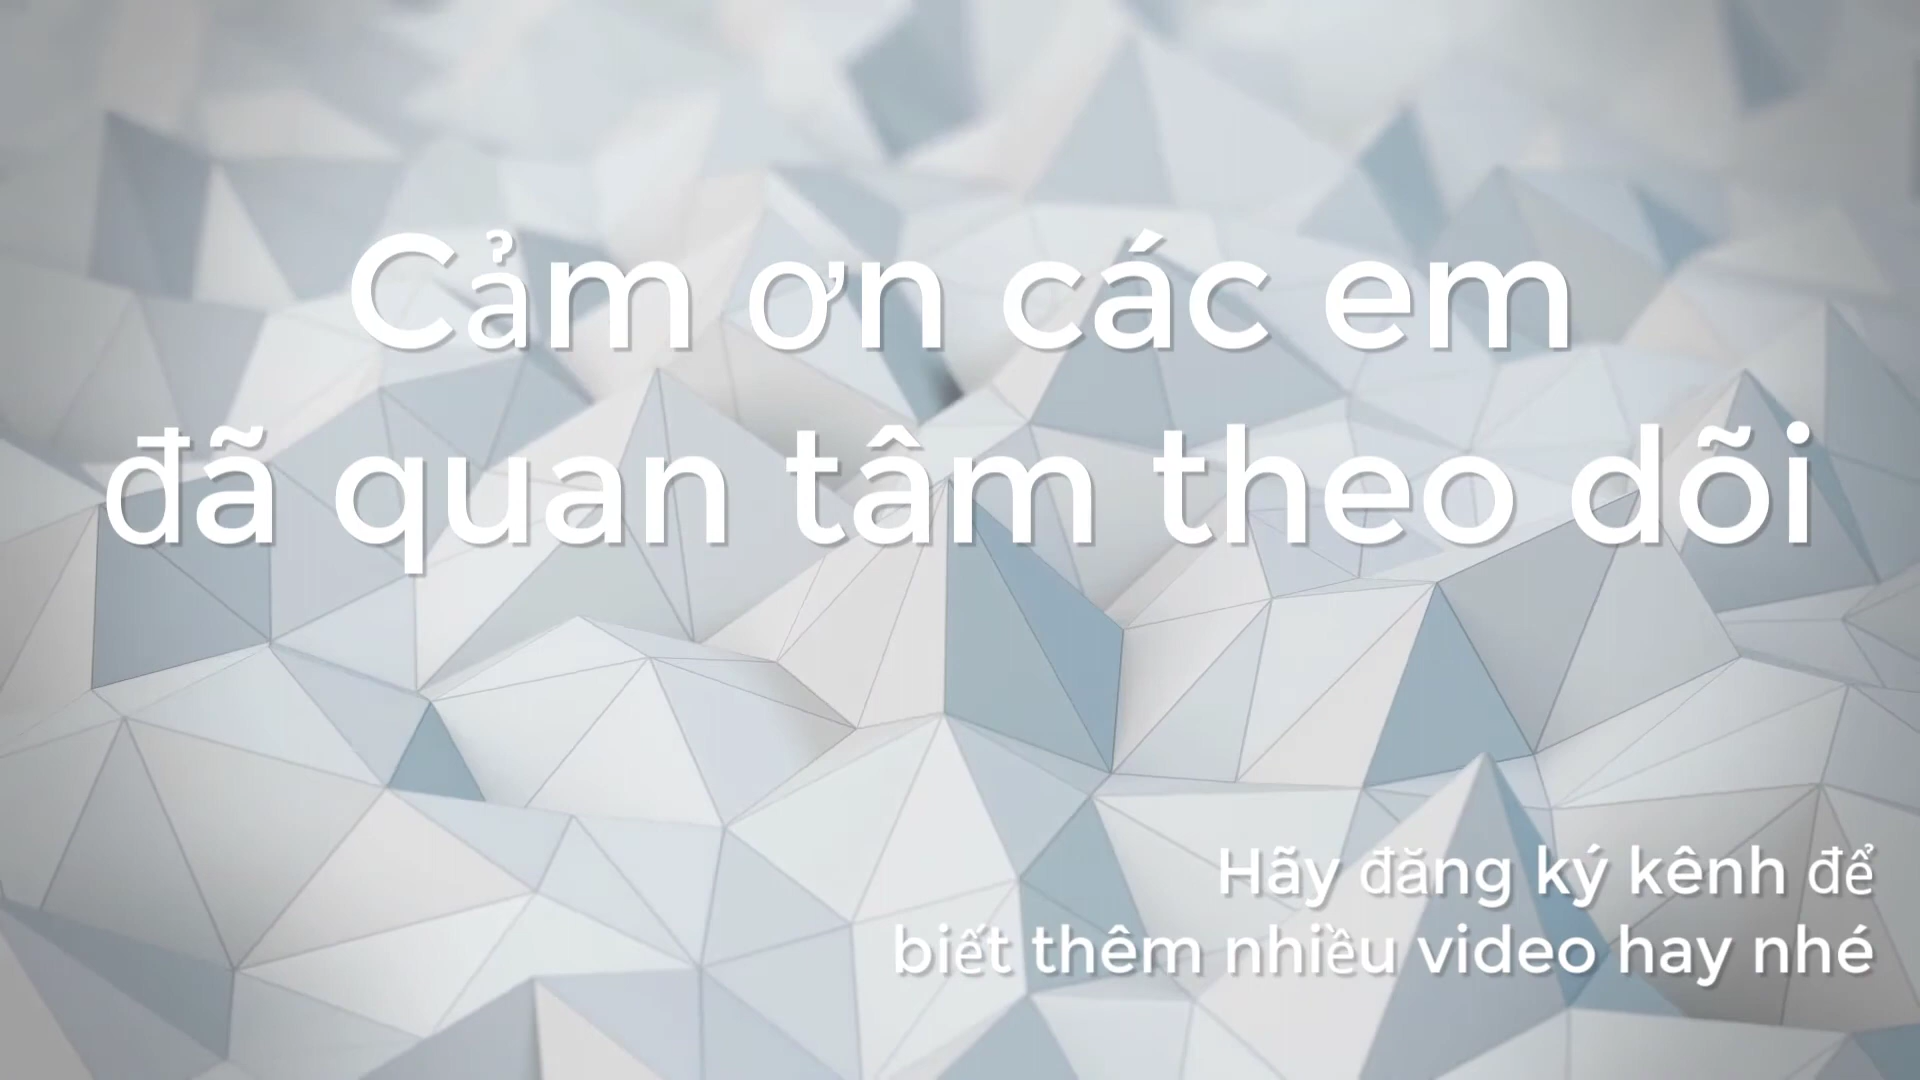 Cảm ơn các em
đã quan tâm theo dõi
Hãy đăng ký kênh để
biết thêm nhiều video hay nhé